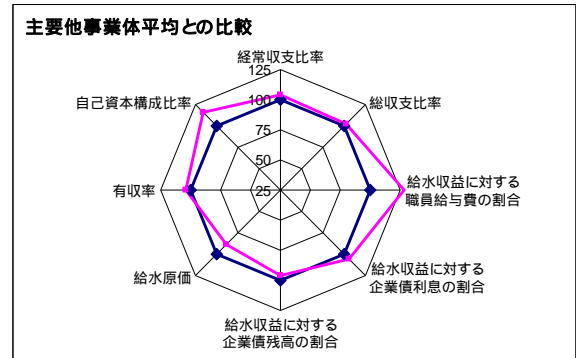 主要他事業体平均との比較
経常収支比率
125
100
75
50
25
総収支比率
給水収益に対する
職員給与費の割合
給水収益に対する
企業債利息の割合
給水収益に対する
企業債残高の割合
給水原価
有収率
自己資本構成比率